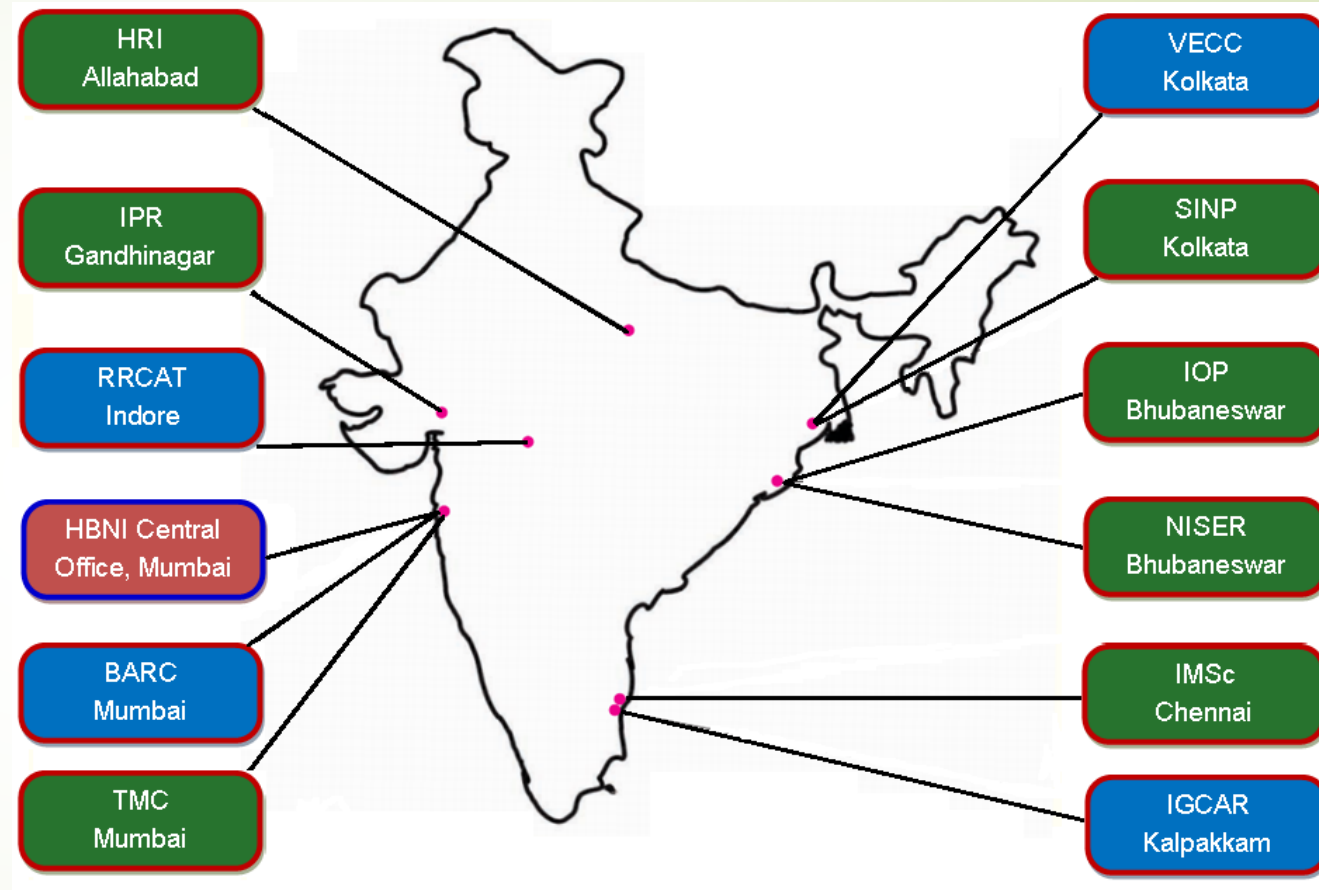 HRI
Allahabad
IPR
Gandhinagar
RRCAT
Indore
HBNI Central
Office, Mumbai
BARC
Mumbai
TMC
Mumbai
VECC
Kolkata
SINP
Kolkata
IOP
Bhubaneswar
NISER
Bhubaneswar
IMSc
Chennai
IGCAR
Kalpakkam